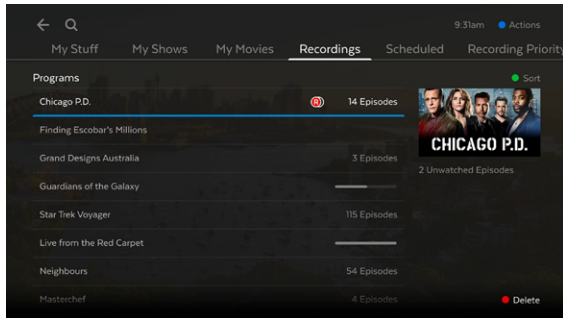 9:31am Actions
My Stuff My Shows My Movies Recordings Scheduled Recording Priority
Programs Sort
Chicago P.D. R 14 Episodes
Finding Escobar's Millions
Grand Designs Australia 3 Episodes
Guardians of the Galaxy
Star Trek Voyager 115 Episodes
Live from the Red Carpet
Neighbours 54 Episodes
Masterchef 4 Episodes
CHICAGO P.D.
2 Unwatched Episodes
Delete